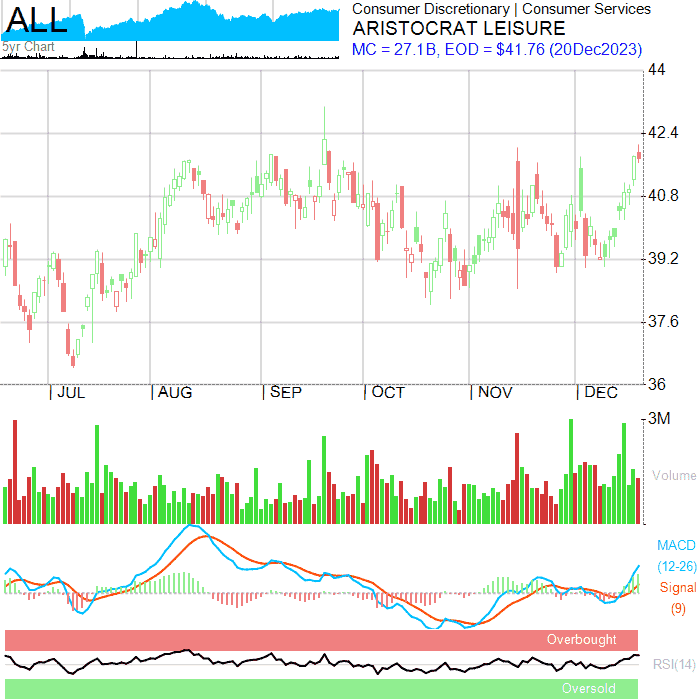 ALL
5yr Chart
Consumer Discretionary | Consumer Services
ARISTOCRAT LEISURE
MC = 27.1B, EOD = $41.76 (20Dec2023)
44
42.4
40.8
39.2
37.6
36
JUL
AUG
SEP
OCT
NOV
DEC
3M
Volume
MACD
(12-26)
Signal
(9)
Overbought
RSI(14)
Oversold